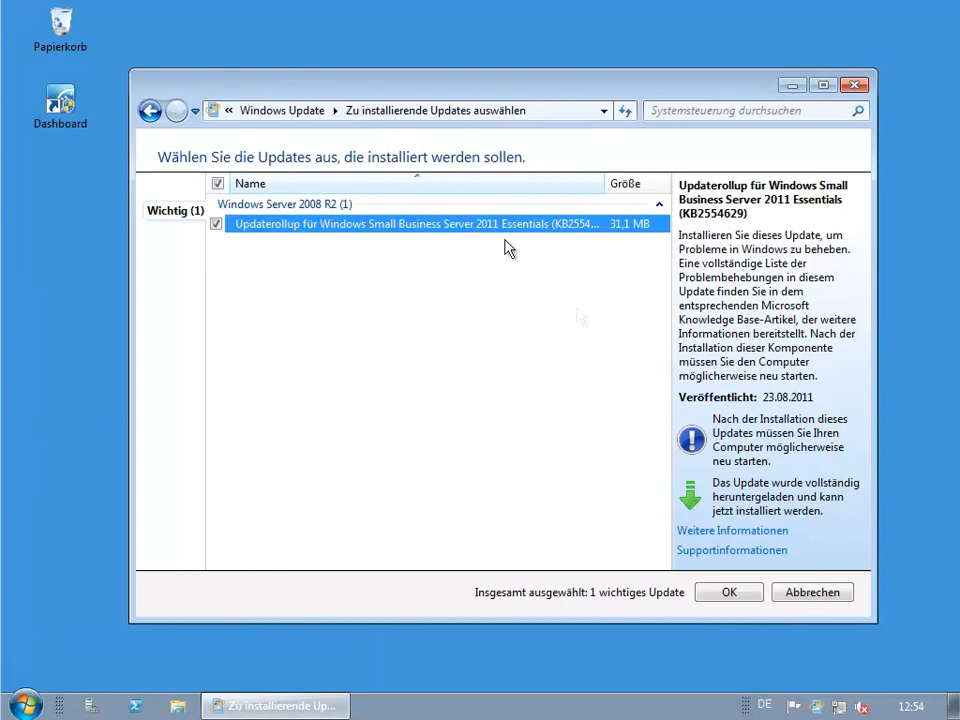 Papierkorb
Dashboard
« Windows Update Zu installierende Updates auswählen
Systemsteuerung durchsuchen
Wählen Sie die Updates aus, die installiert werden sollen.
Name Größe
Wichtig (1)
Windows Server 2008 R2 (1)
Updaterollup für Windows Small Business Server 2011 Essentials (KB2554... 31,1 MB
Updaterollup für Windows Small
Business Server 2011 Essentials
(KB2554629)
Installieren Sie dieses Update, um
Probleme in Windows zu beheben.
Eine vollständige Liste der
Problembehebungen in diesem
Update finden Sie in dem
entsprechenden Microsoft
Knowledge Base-Artikel, der weitere
Informationen bereitstellt. Nach der
Installation dieser Komponente
müssen Sie den Computer
möglicherweise neu starten.
Veröffentlicht: 23.08.2011
Nach der Installation dieses
Updates müssen Sie Ihren
Computer möglicherweise
neu starten.
Das Update wurde vollständig
heruntergeladen und kann
jetzt installiert werden.
Weitere Informationen
Supportinformationen
Insgesamt ausgewählt: 1 wichtiges Update OK Abbrechen
Zu installierende Up... DE 12:54